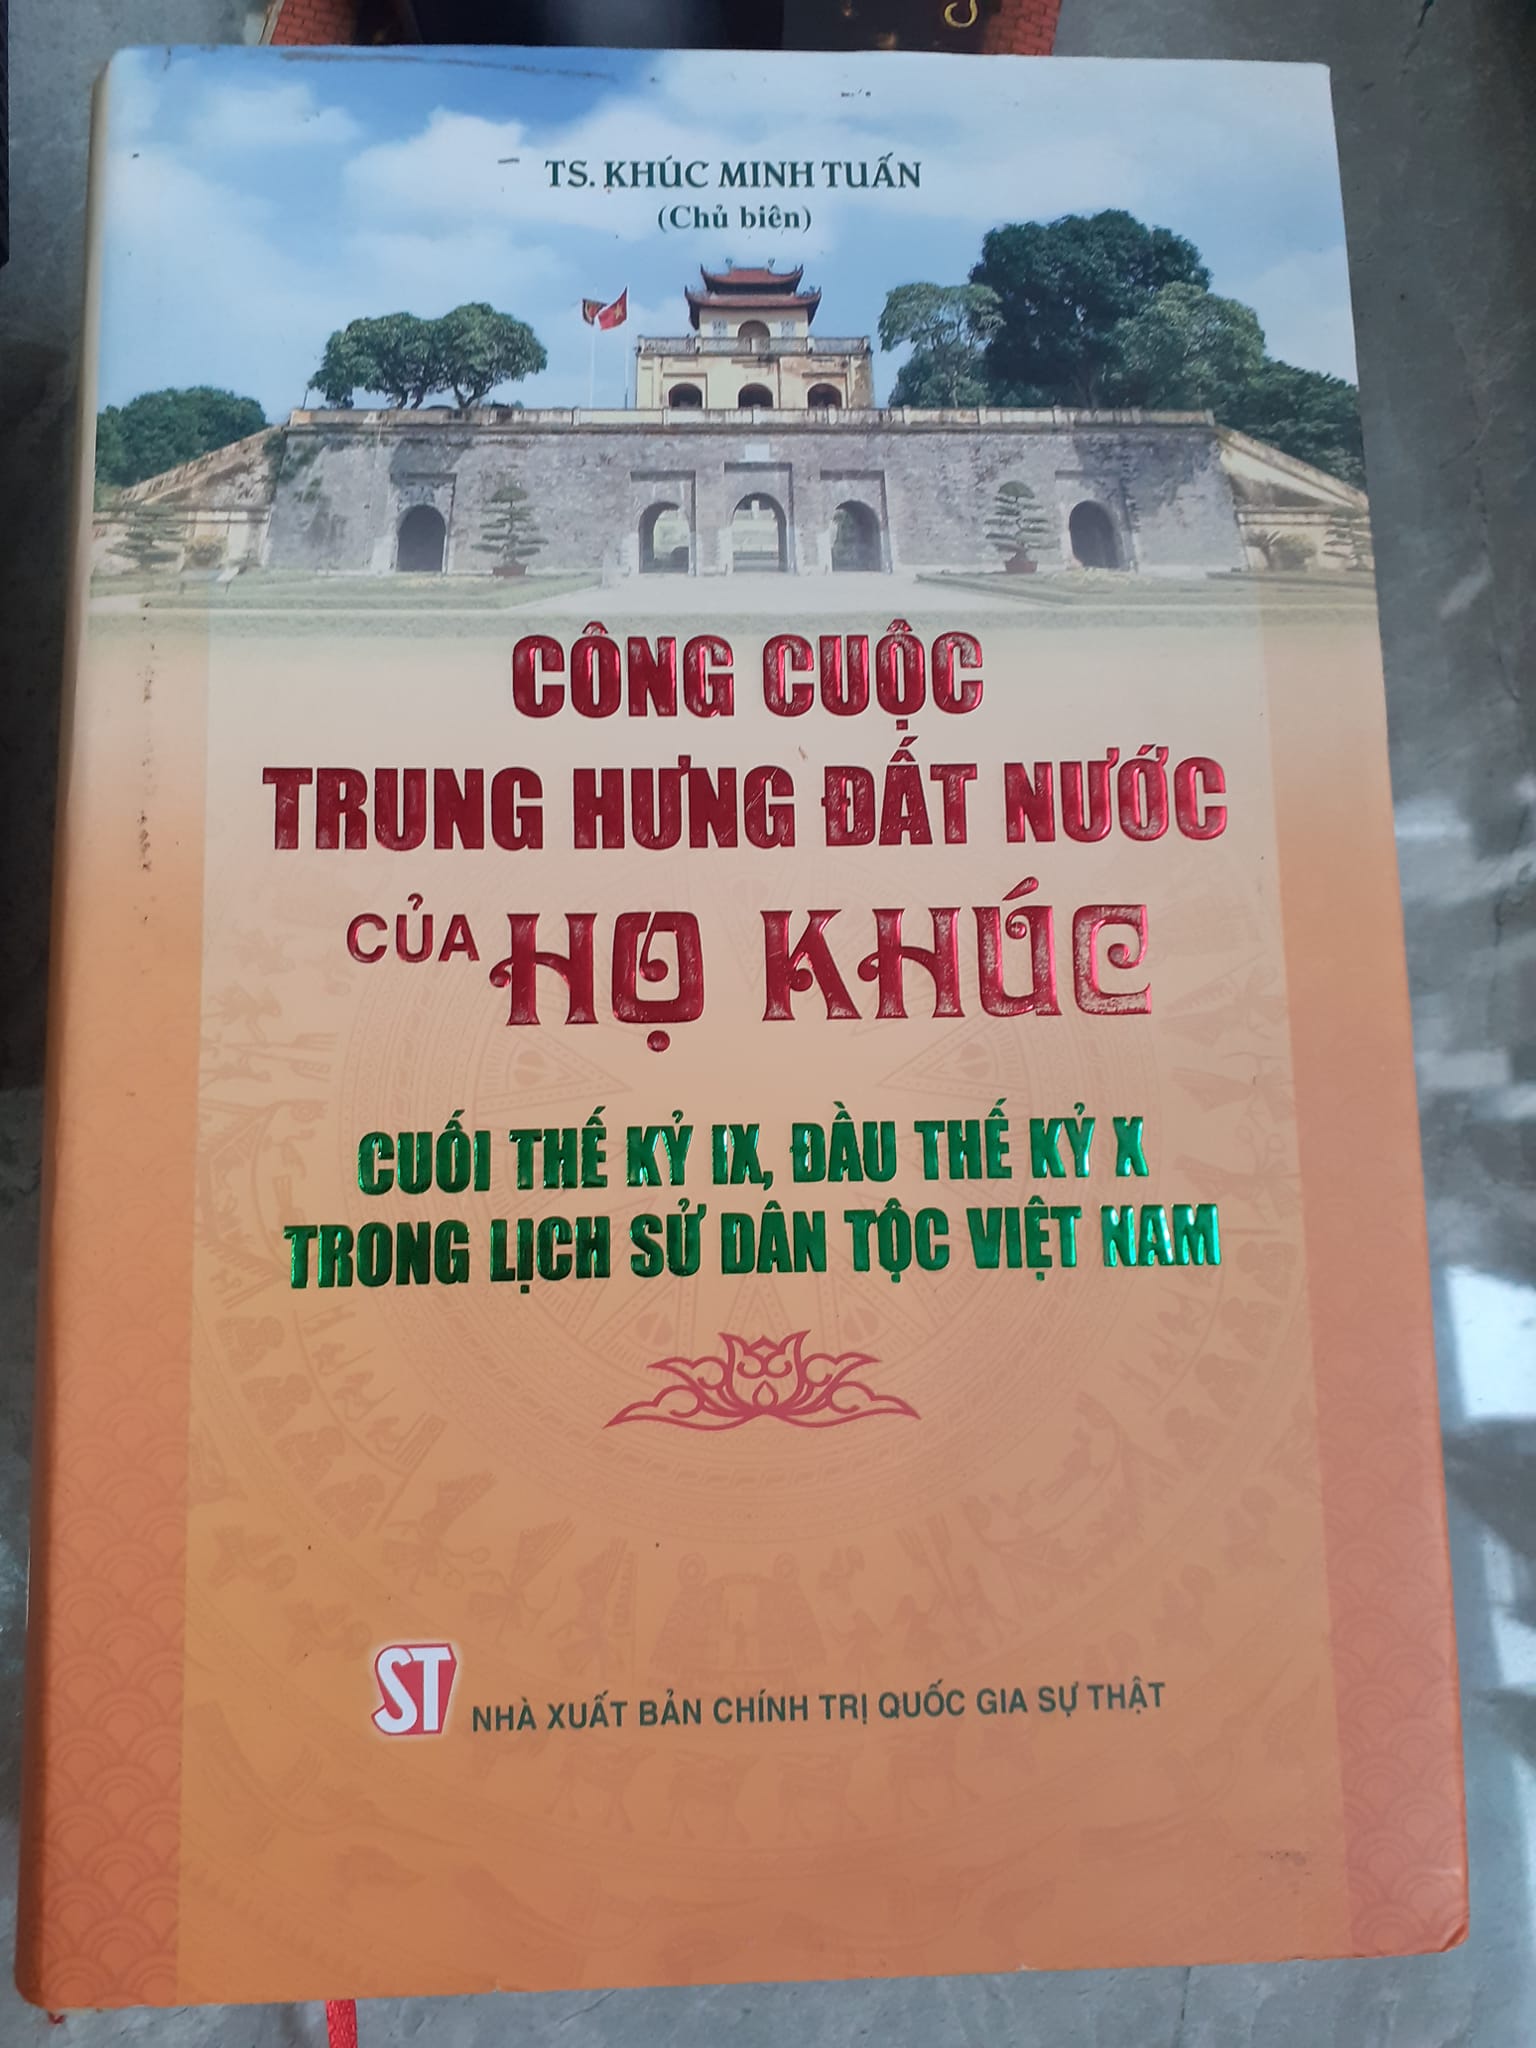 TS. KHÚC MINH TUẤN
(Chủ biên)
CÔNG CUỘC
TRUNG HƯNG ĐẤT NƯỚC
CỦA HỌ KHÚC
CUỐI THẾ KỶ IX, ĐẦU THẾ KỶ X
TRONG LỊCH SỬ DÂN TỘC VIỆT NAM
ST NHÀ XUẤT BẢN CHÍNH TRỊ QUỐC GIA SỰ THẬT